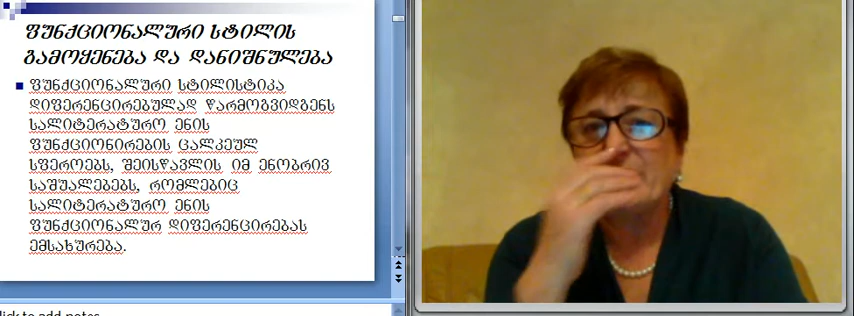 ფუნქციონალური სტილის
გამოყენება და დანიშნულება
ფუნქციონალური სტილისტიკა
დიფერენცირებულად წარმოგვიდგენს
სალიტერატურო ენის
ფუნქციონირების ცალკეულ
სფეროებს, შეისწავლის იმ ენობრივ
საშუალებებს, რომლებიც
სალიტერატურო ენის
ფუნქციონალურ დიფერენცირებას
ემსახურება.
lick to add notes